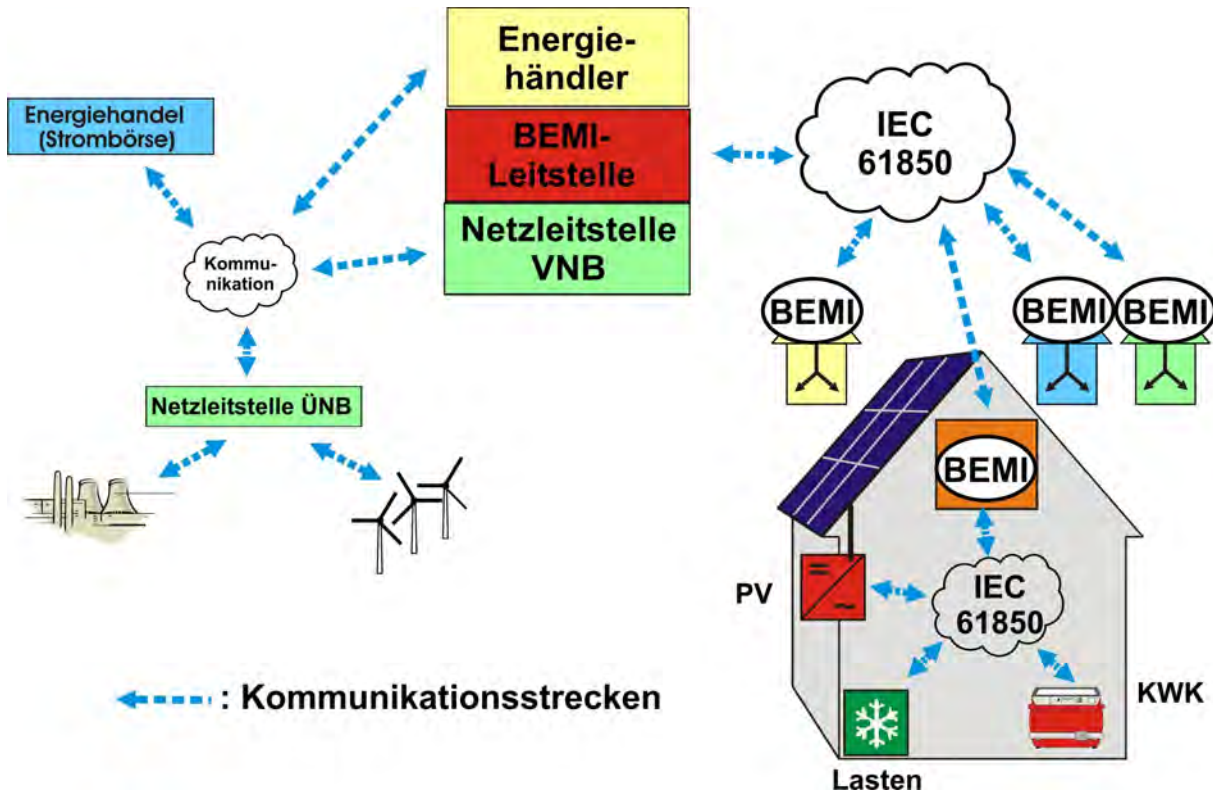 Energiehandel
(Strombörse)
Energie-
händler
BEMI-
Leitstelle
Netzleitstelle
VNB
IEC
61850
Kommu-
nikation
BEMI
BEMI
BEMI
Netzleitstelle ÜNB
BEMI
PV
IEC
61850
: Kommunikationsstrecken
KWK
Lasten